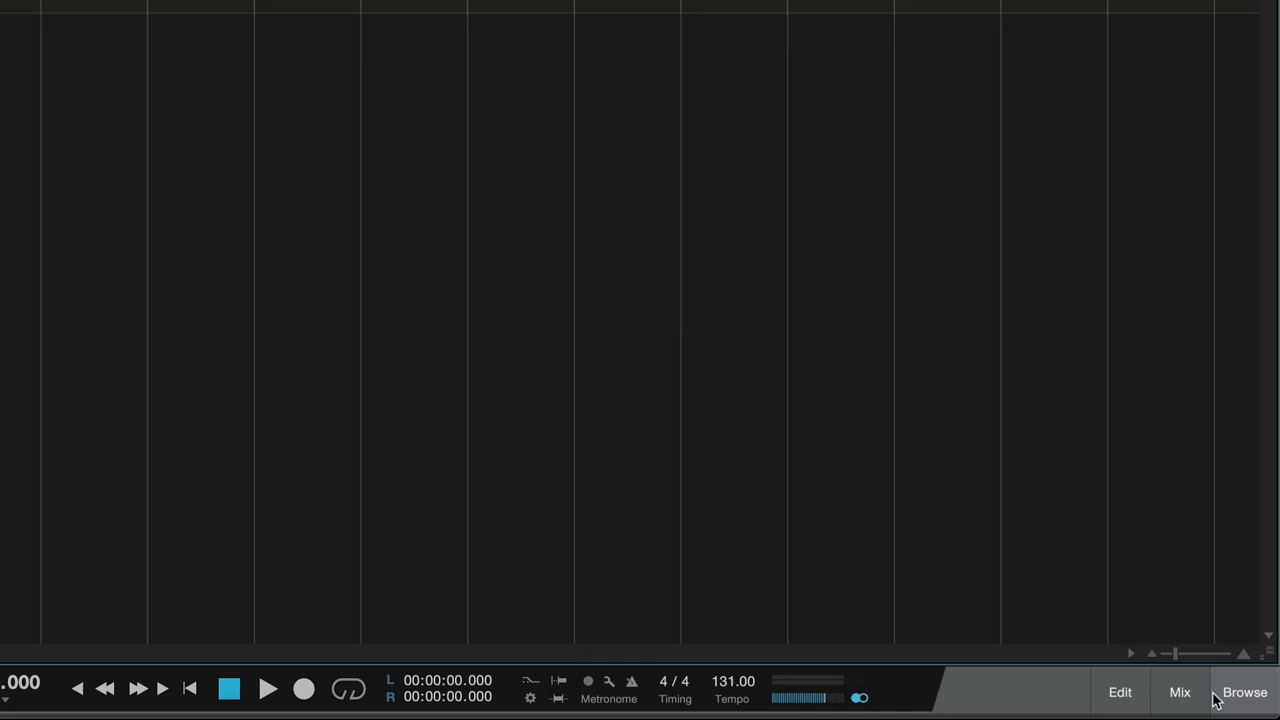 .000
L 00:00:00.000
R 00:00:00.000
Metronome
4 / 4
Timing
131.00
Tempo
Edit
Mix
Browse